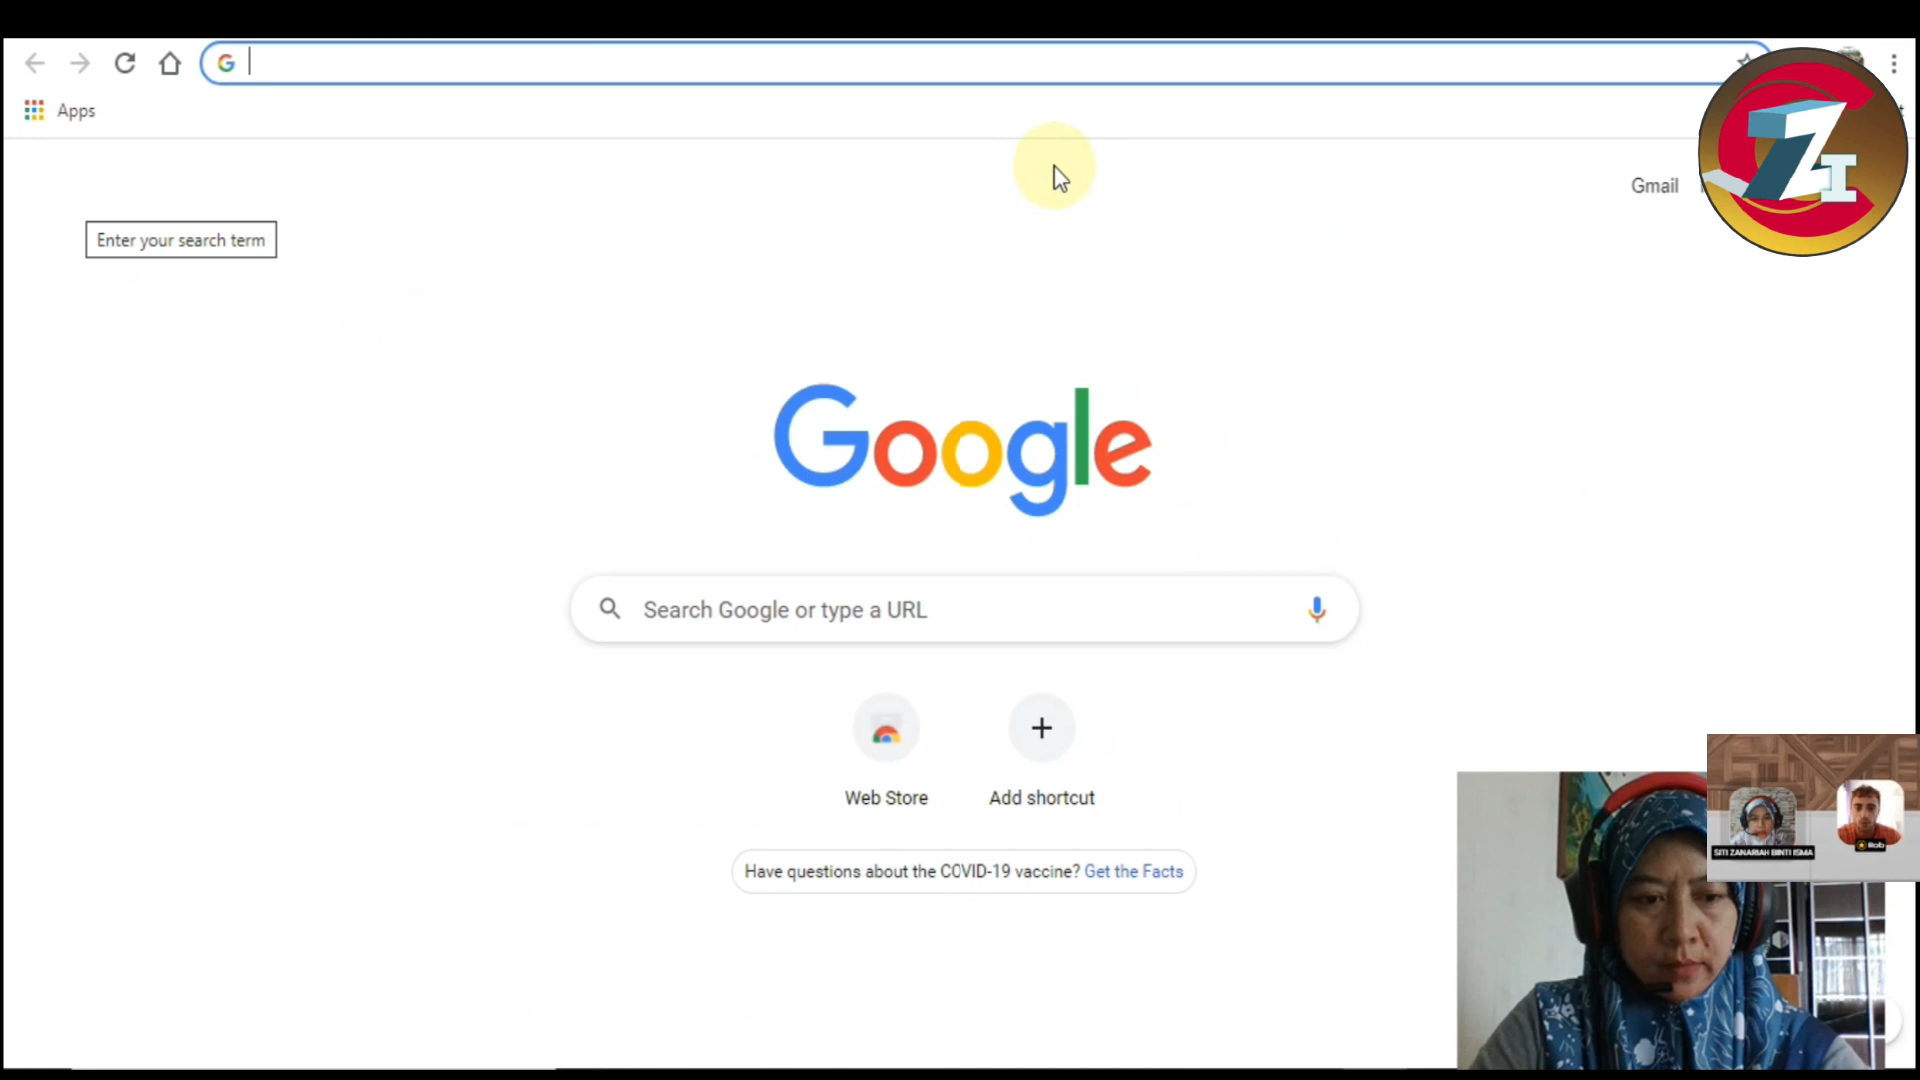 Apps
Gmail
Enter your search term
Google
Search Google or type a URL
Web Store
Add shortcut
Have questions about the COVID-19 vaccine? Get the Facts
SITI ZANARIAH BINTI ISMA
Rob